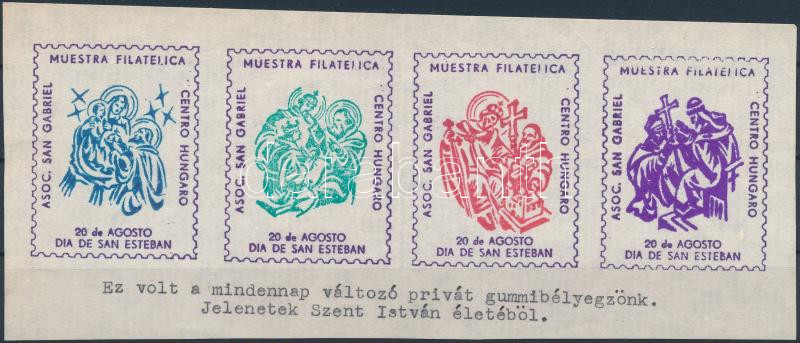 MUESTRA FILATELICA
ASOC. SAN GABRIEL
CENTRO HUNGARO
20 de AGOSTO
DIA DE SAN ESTEBAN
MUESTRA FILATELICA
ASOC. SAN GABRIEL
CENTRO HUNGARO
20 de AGOSTO
DIA DE SAN ESTEBAN
MUESTRA FILATELICA
ASOC. SAN GABRIEL
CENTRO HUNGARO
20 de AGOSTO
DIA DE SAN ESTEBAN
MUESTRA FILATELICA
ASOC. SAN GABRIEL
CENTRO HUNGARO
20 de AGOSTO
DIA DE SAN ESTEBAN
Ez volt a mindennap változó privát gummibélyegzönk.
Jelenetek Szent István életéböl.